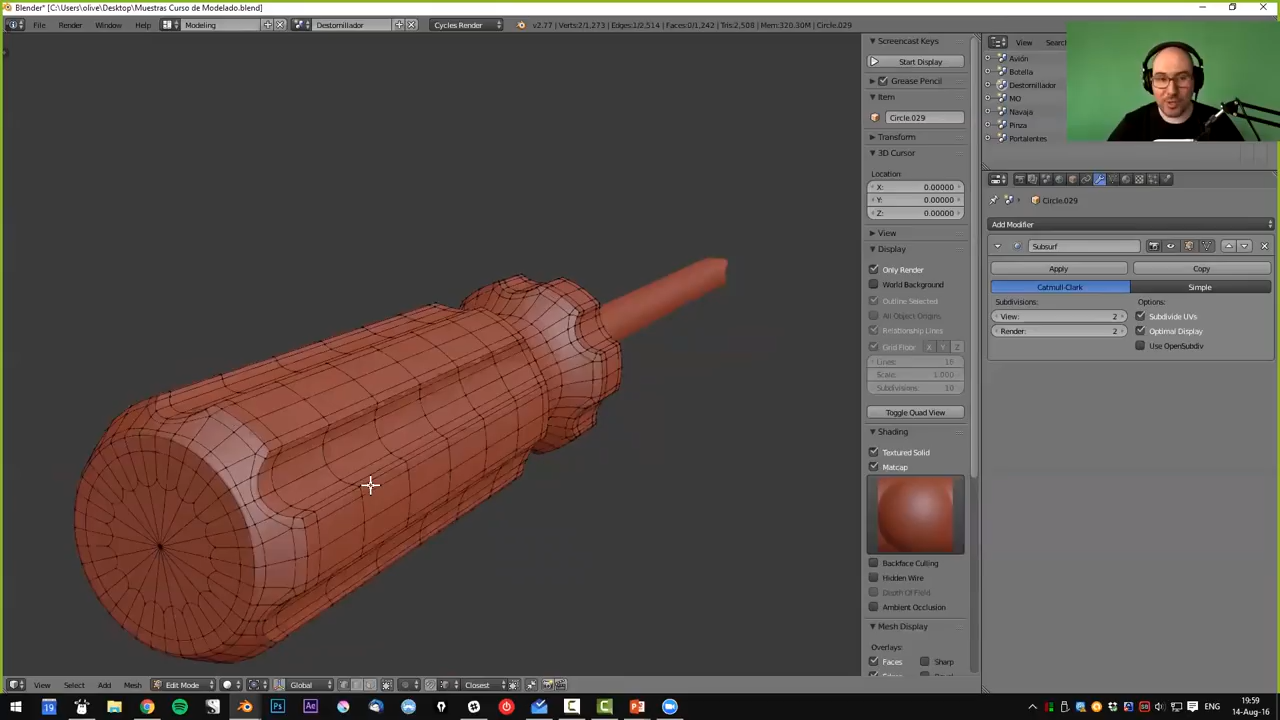 Blender* [C:\Users\olive\Desktop\Muestras Curso de Modelado.blend]
File Render Window Help Modeling Destornillador Cycles Render v2.77 | Verts:2/1,273 | Edges:1/2,514 | Faces:0/1,242 | Tris:2,508 | Mem:320.30M | Circle.029
Screencast Keys
Start Display
Grease Pencil
Item
Circle.029
Transform
3D Cursor
Location
X: 0.00000
Y: 0.00000
Z: 0.00000
View
Display
Only Render
World Background
Outline Selected
All Object Origins
Relationship Lines
Grid Floor X Y Z
Lines: 16
Scale: 1.000
Subdivisions: 10
Toggle Quad View
Shading
Textured Solid
Matcap
Backface Culling
Hidden Wire
Depth Of Field
Ambient Occlusion
Mesh Display
Overlays:
Faces Sharp
View Search
Avión
Botella
Destornillador
MO
Navaja
Pinza
Portalentes
Circle.029
Add Modifier
Subsurf
Apply Copy
Catmull-Clark Simple
Subdivisions: Options:
View: 2 Subdivide UVs
Render: 2 Optimal Display
Use OpenSubdiv
View Select Add Mesh Edit Mode Global Closest
19 Ps Ae
ENG 19:59
14-Aug-16